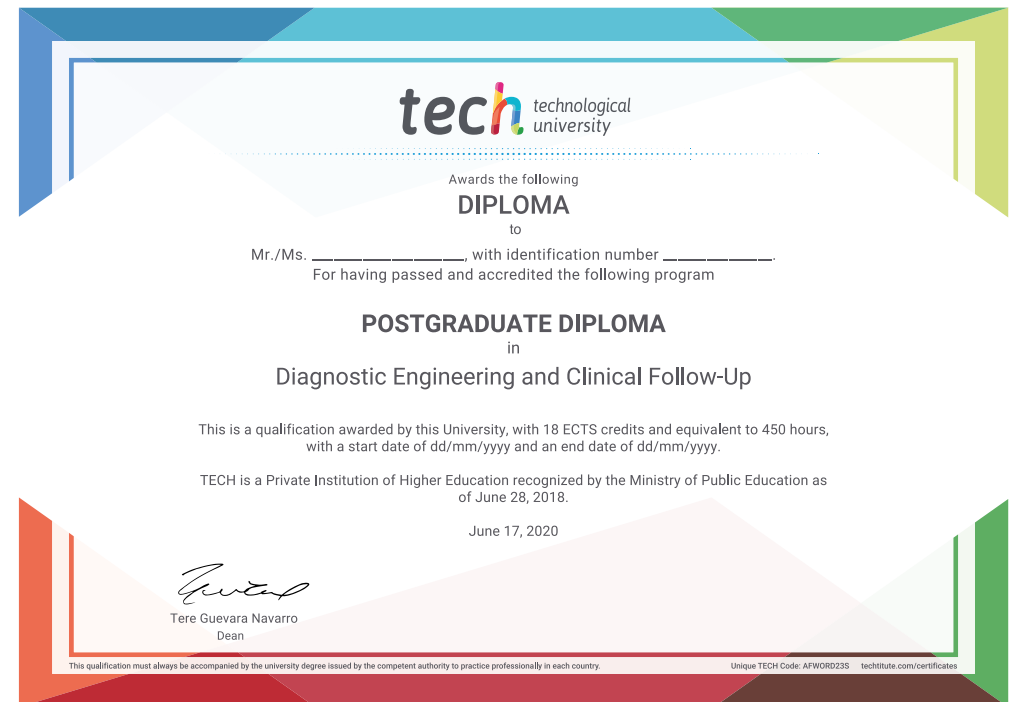 tech technological
university
Awards the following
DIPLOMA
to
Mr./Ms. ______________, with identification number ______________.
For having passed and accredited the following program
POSTGRADUATE DIPLOMA
in
Diagnostic Engineering and Clinical Follow-Up
This is a qualification awarded by this University, with 18 ECTS credits and equivalent to 450 hours,
with a start date of dd/mm/yyyy and an end date of dd/mm/yyyy.
TECH is a Private Institution of Higher Education recognized by the Ministry of Public Education as
of June 28, 2018.
June 17, 2020
Tere Guevara Navarro
Dean
This qualification must always be accompanied by the university degree issued by the competent authority to practice professionally in each country.
Unique TECH Code: AFWORD23S techtitute.com/certificates